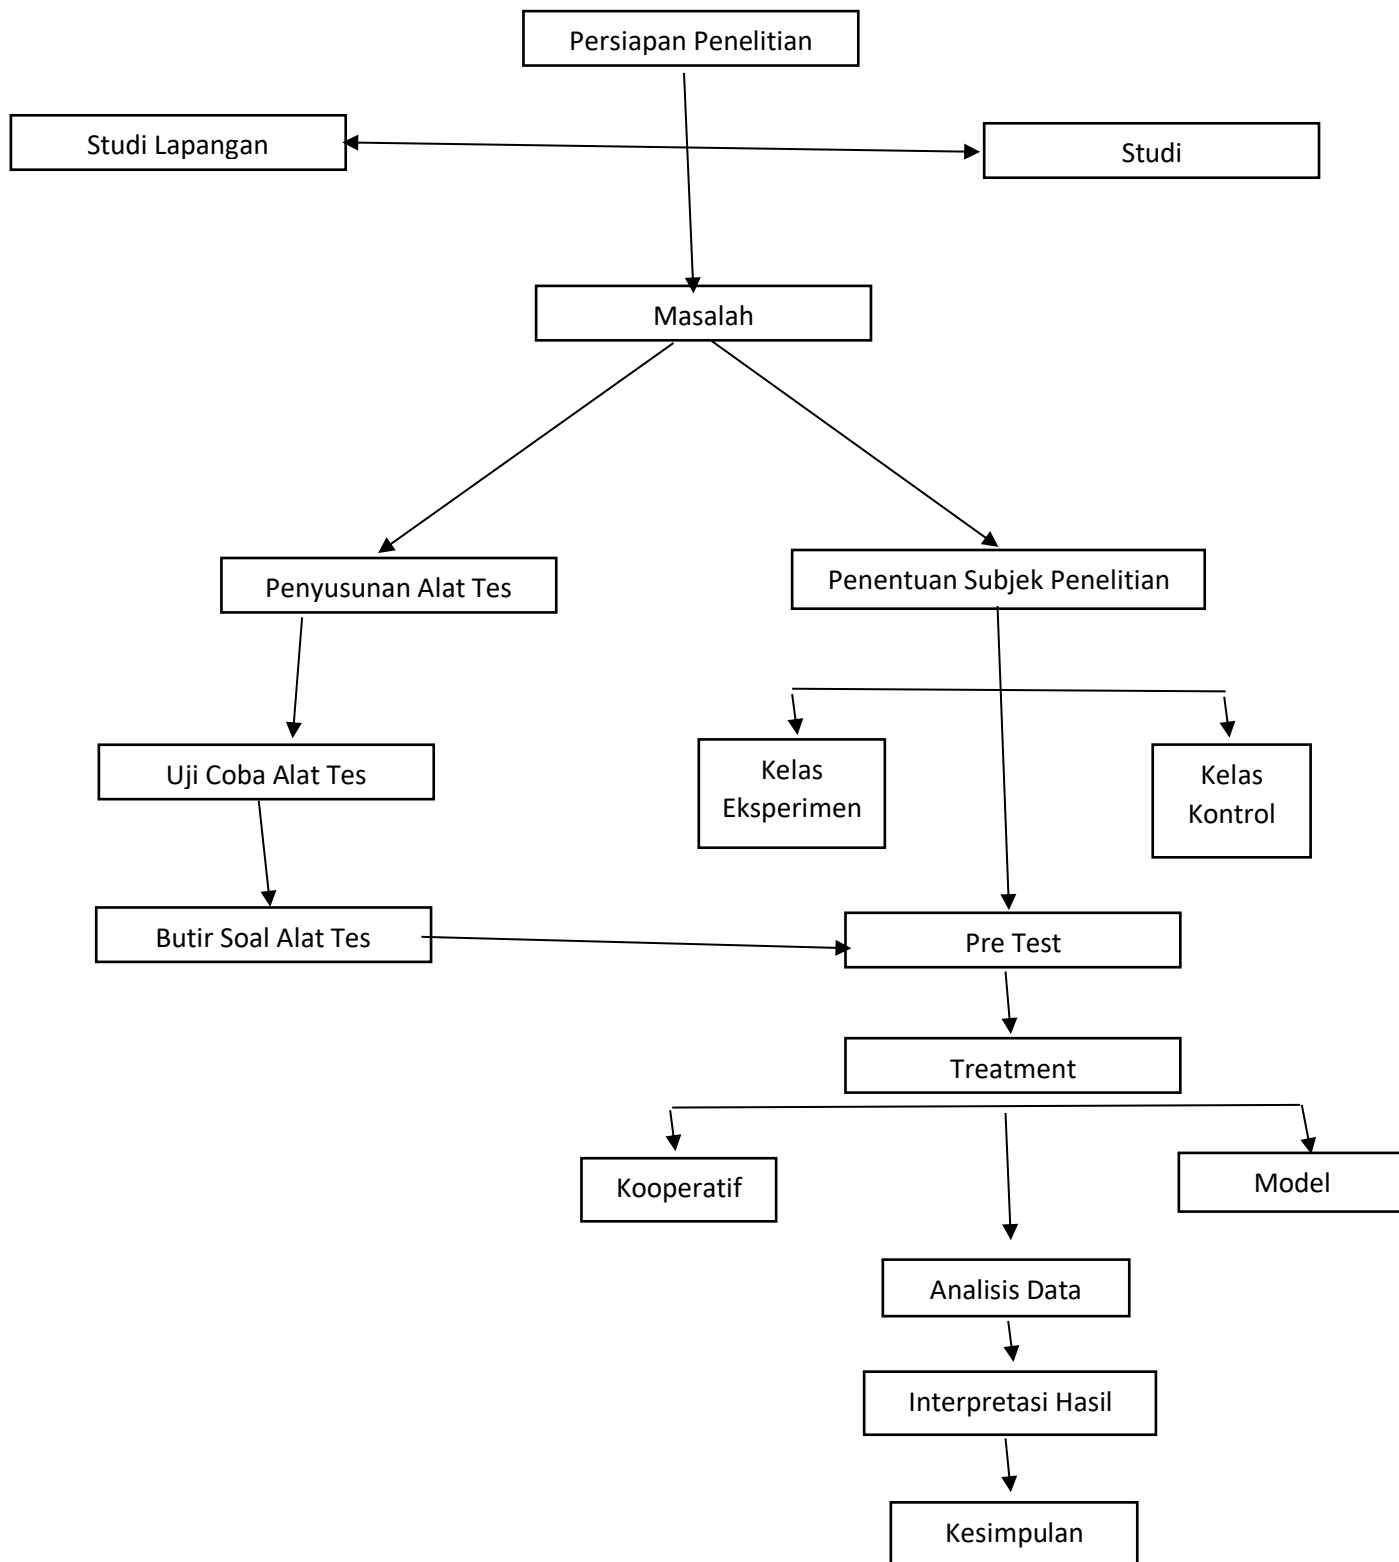 Persiapan Penelitian
Studi Lapangan
Studi
Masalah
Penyusunan Alat Tes
Penentuan Subjek Penelitian
Uji Coba Alat Tes
Kelas
Eksperimen
Kelas
Kontrol
Butir Soal Alat Tes
Pre Test
Treatment
Kooperatif
Model
Analisis Data
Interpretasi Hasil
Kesimpulan